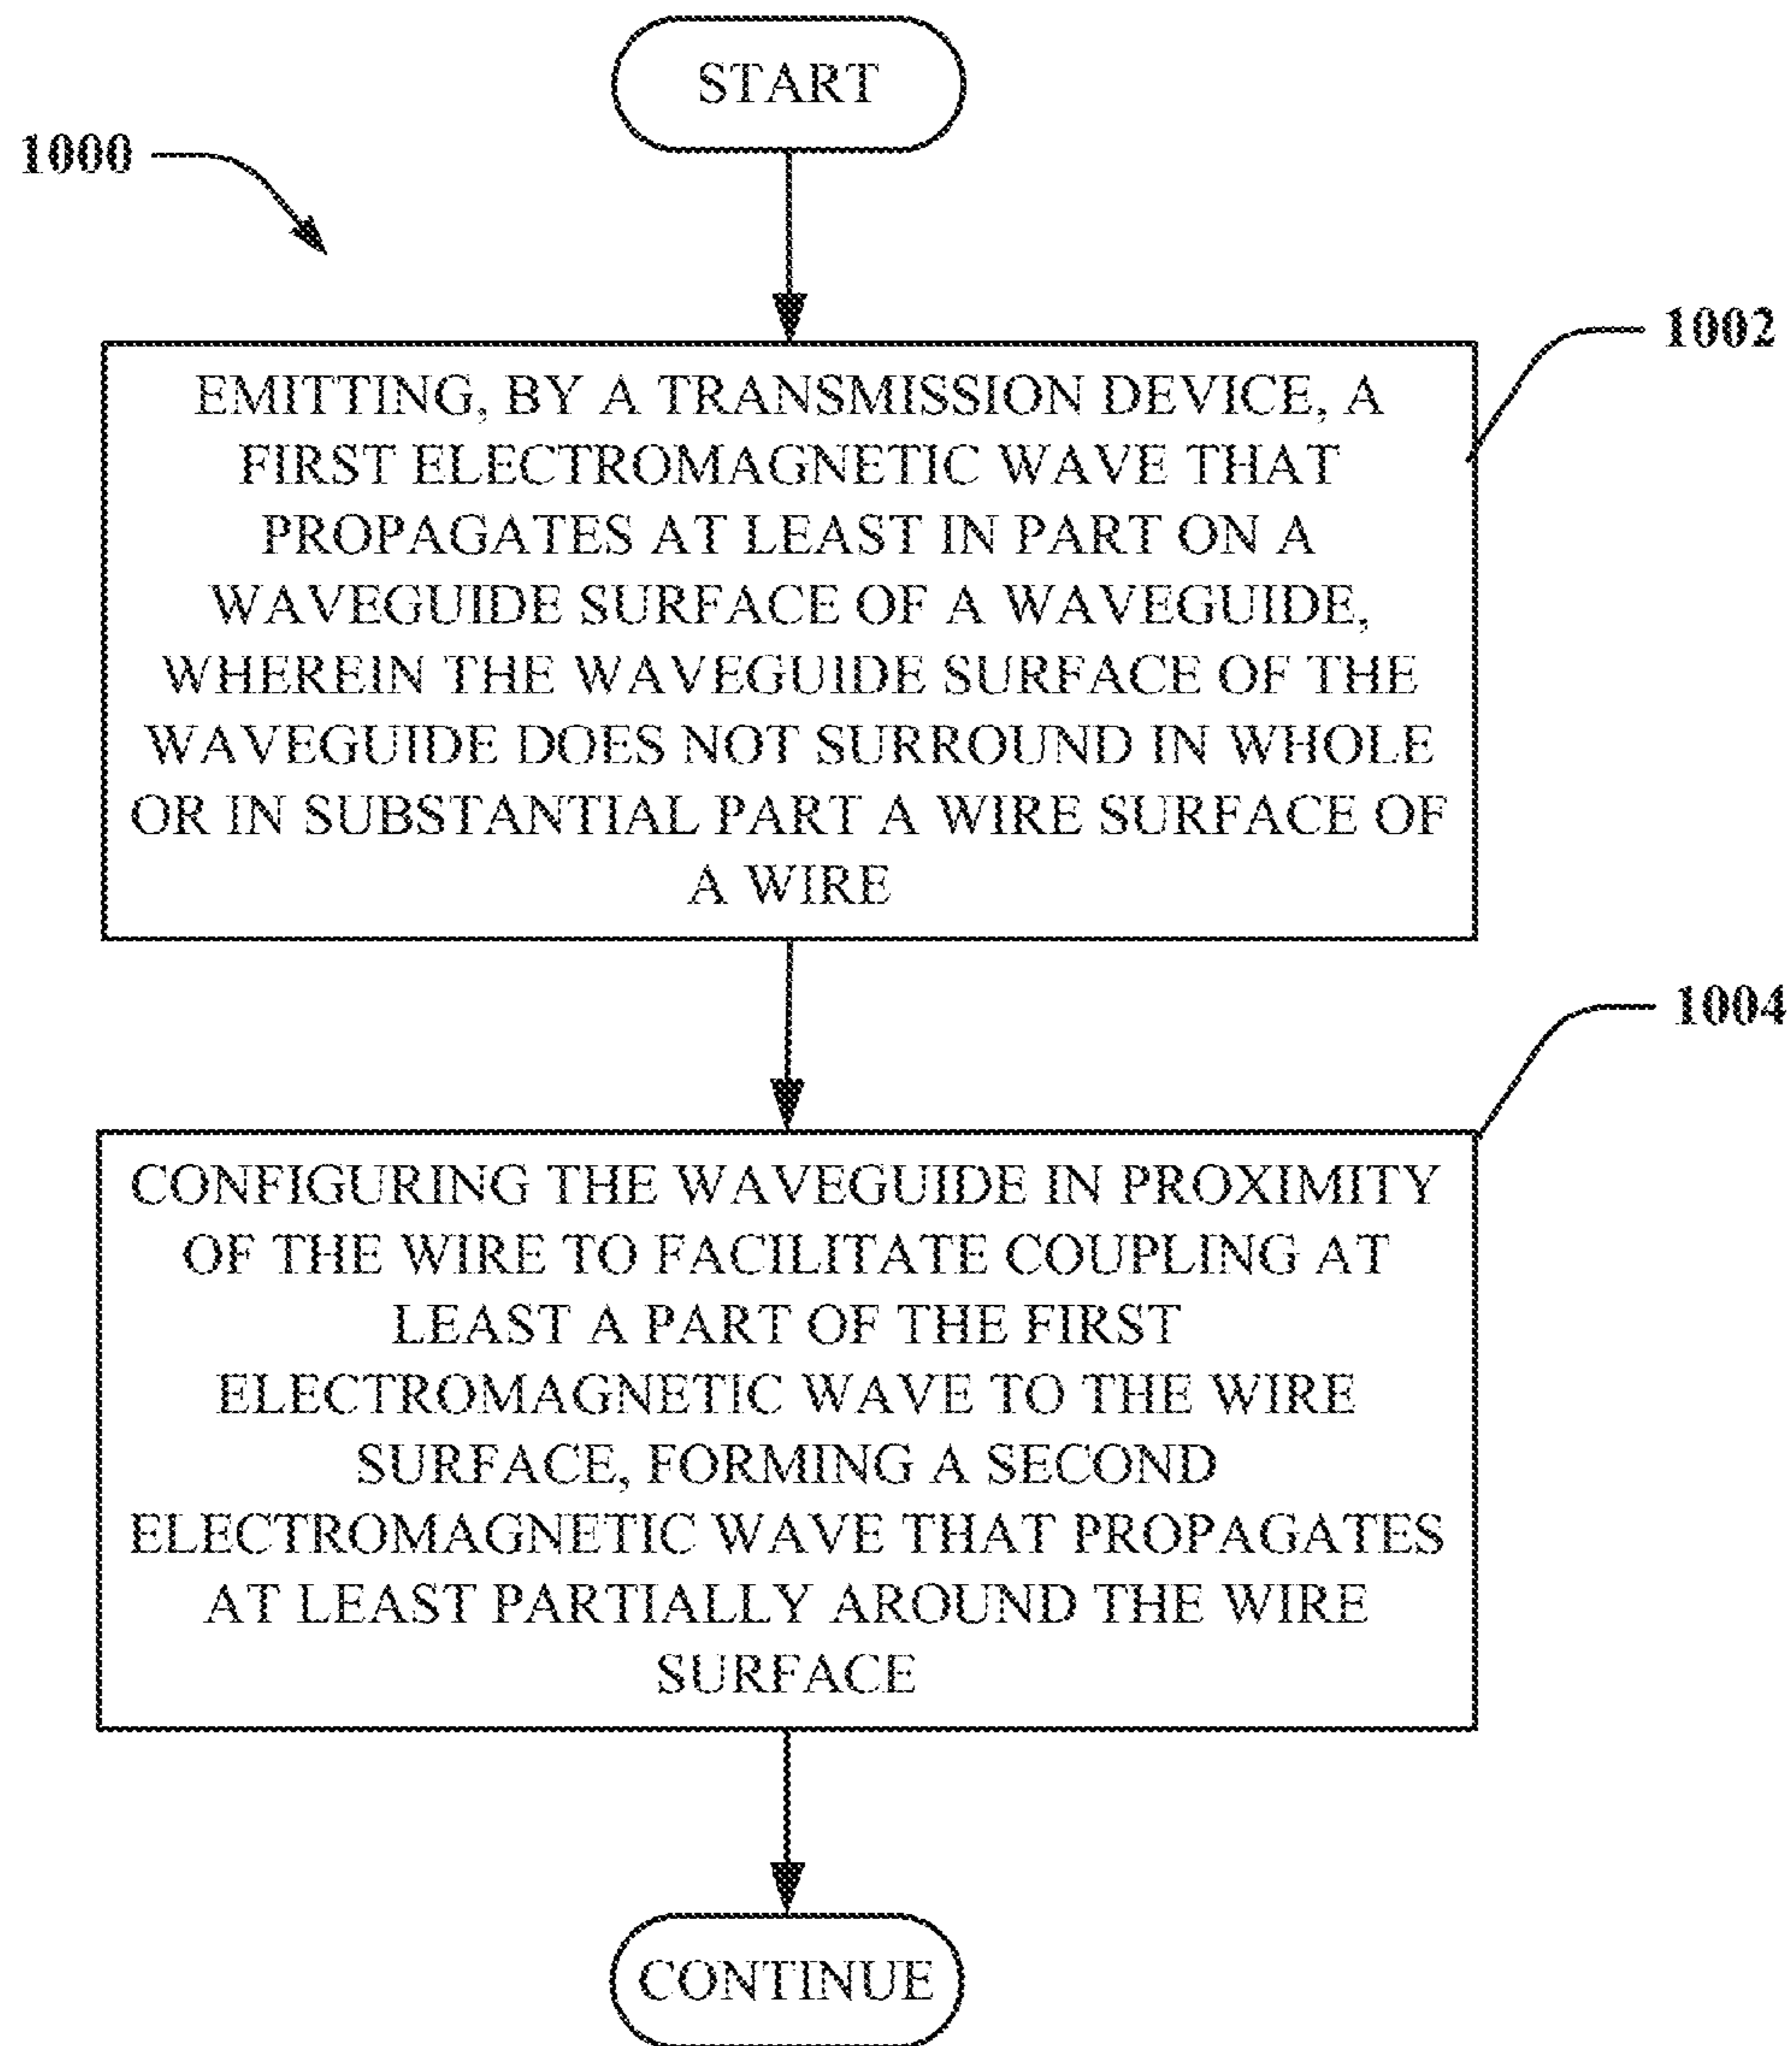 START
1000
1002
EMITTING, BY A TRANSMISSION DEVICE, A
FIRST ELECTROMAGNETIC WAVE THAT
PROPAGATES AT LEAST IN PART ON A
WAVEGUIDE SURFACE OF A WAVEGUIDE,
WHEREIN THE WAVEGUIDE SURFACE OF THE
WAVEGUIDE DOES NOT SURROUND IN WHOLE
OR IN SUBSTANTIAL PART A WIRE SURFACE OF
A WIRE
1004
CONFIGURING THE WAVEGUIDE IN PROXIMITY
OF THE WIRE TO FACILITATE COUPLING AT
LEAST A PART OF THE FIRST
ELECTROMAGNETIC WAVE TO THE WIRE
SURFACE, FORMING A SECOND
ELECTROMAGNETIC WAVE THAT PROPAGATES
AT LEAST PARTIALLY AROUND THE WIRE
SURFACE
CONTINUE